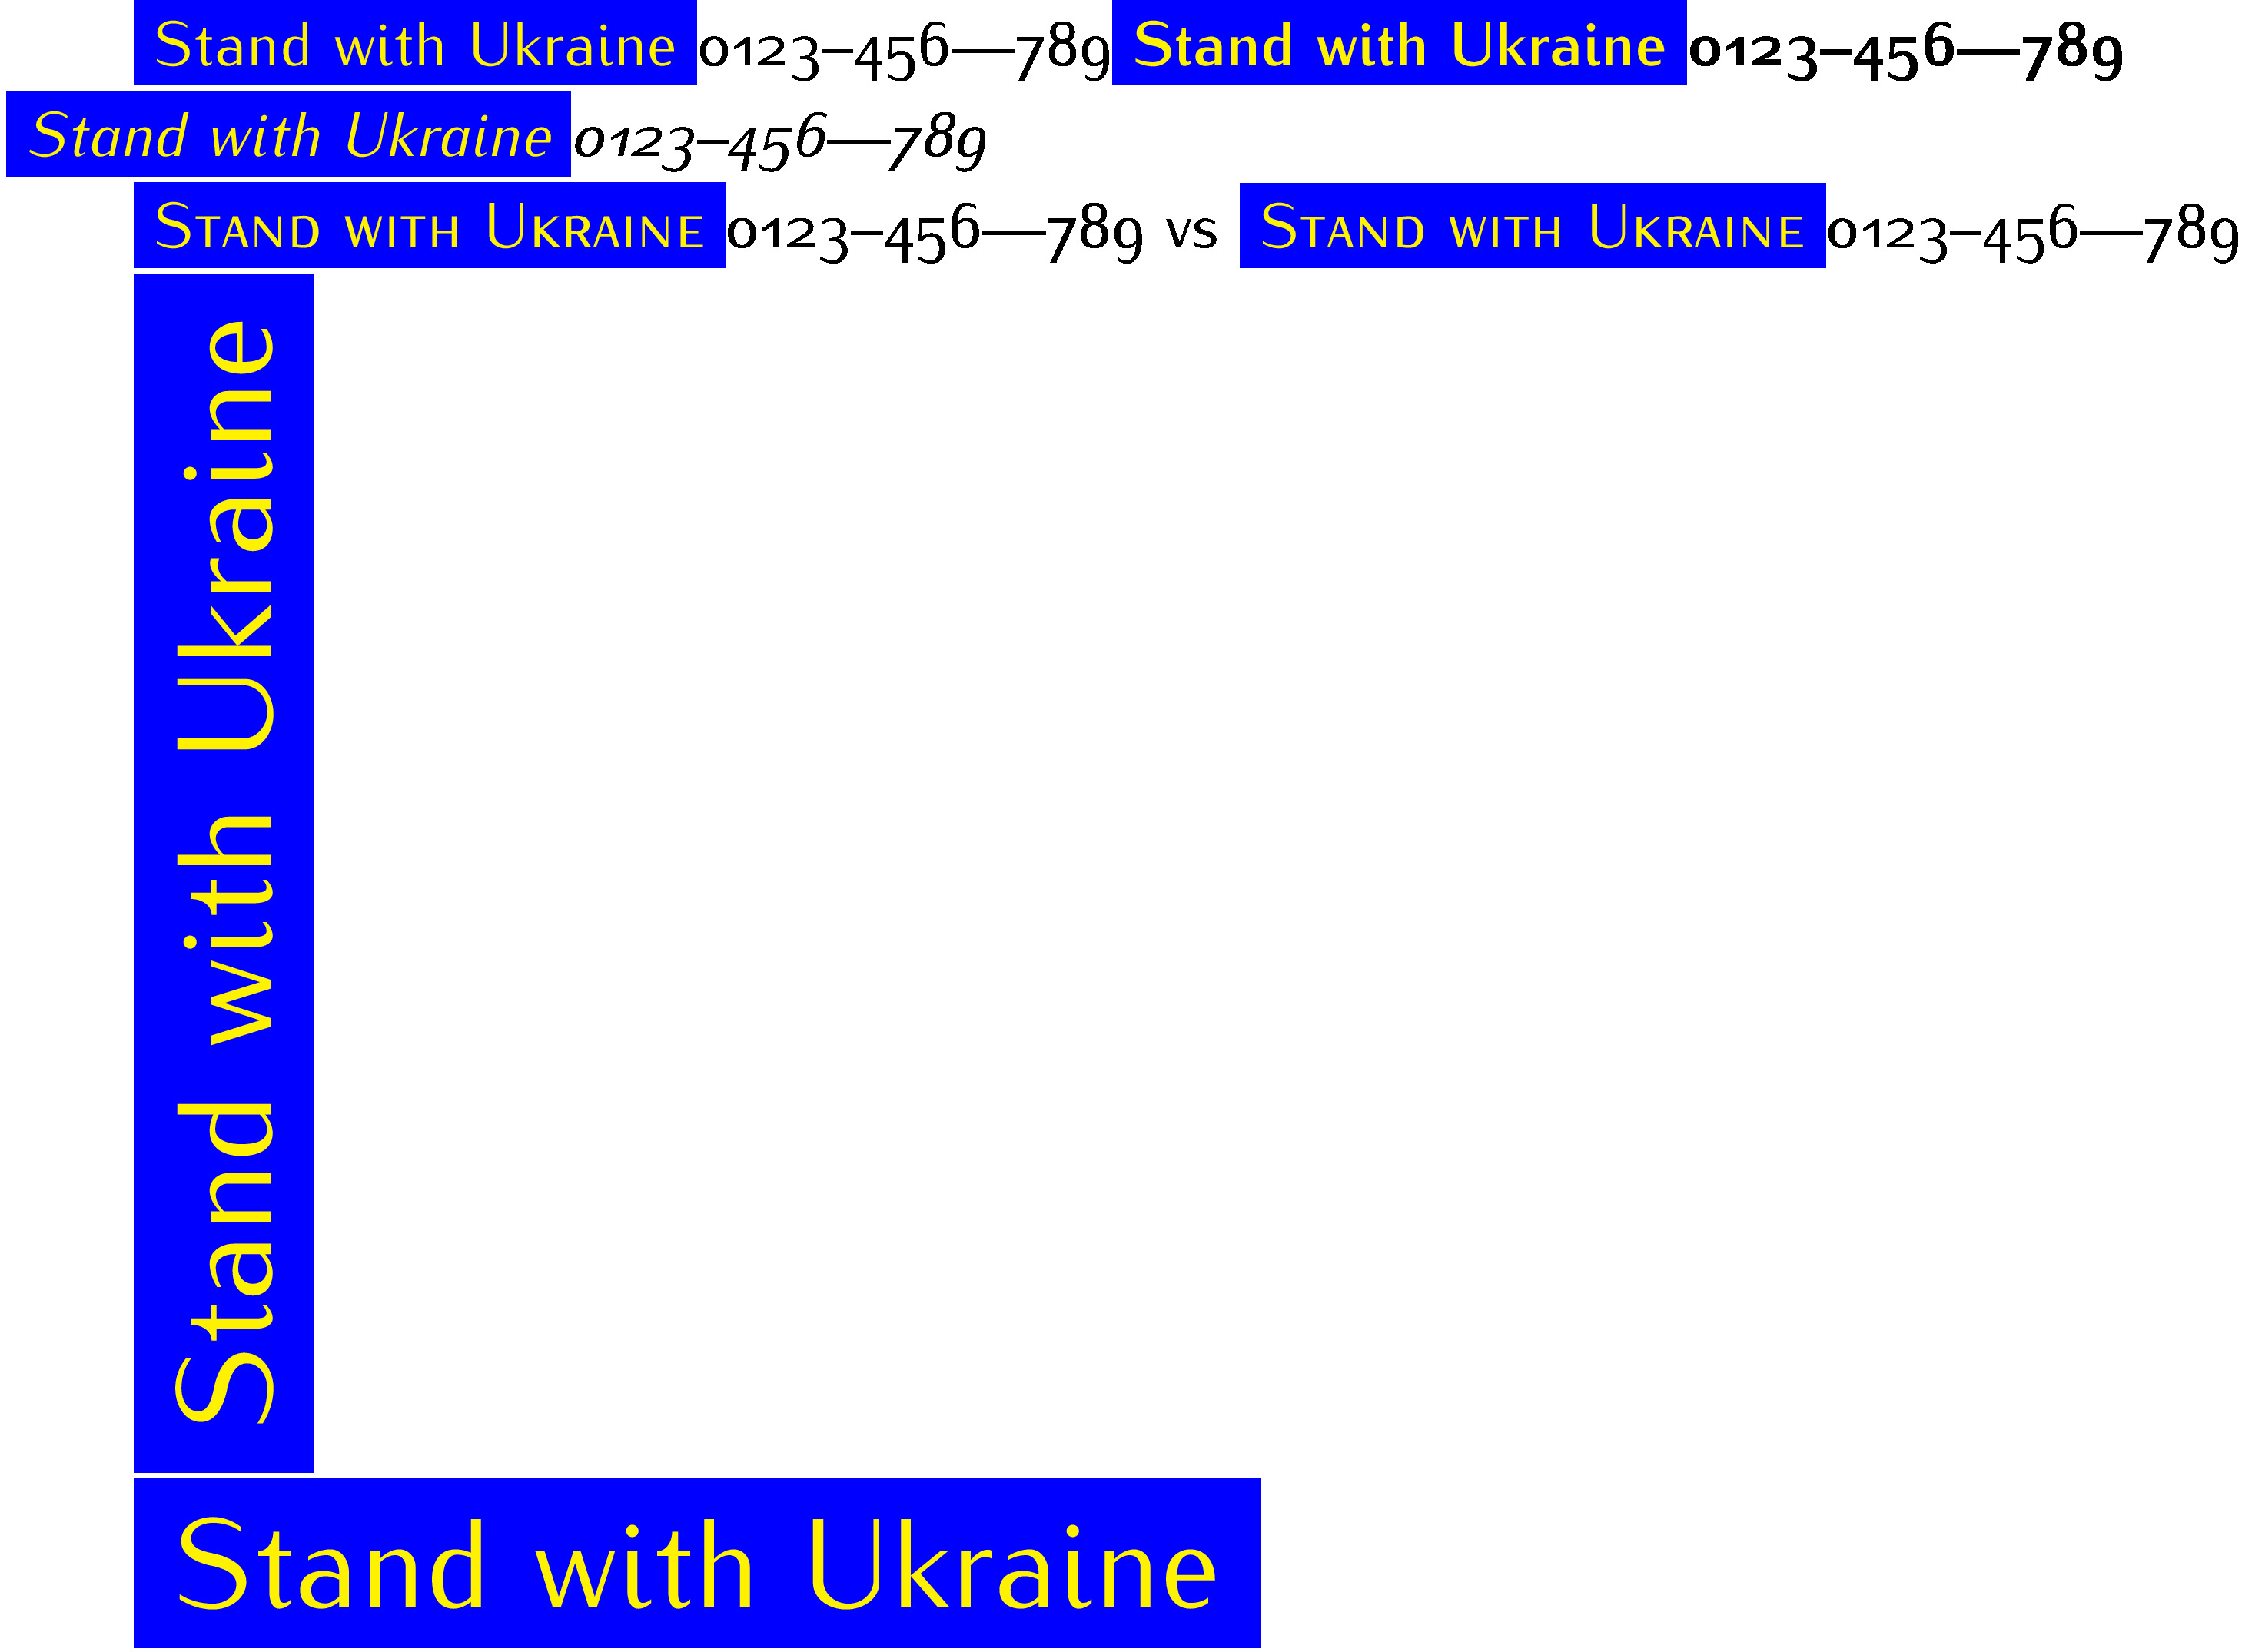 Stand with Ukraine 0123–456—789 Stand with Ukraine 0123–456—789
Stand with Ukraine 0123–456—789
Stand with Ukraine 0123–456—789 vs Stand with Ukraine 0123–456—789
Stand with Ukraine
Stand with Ukraine